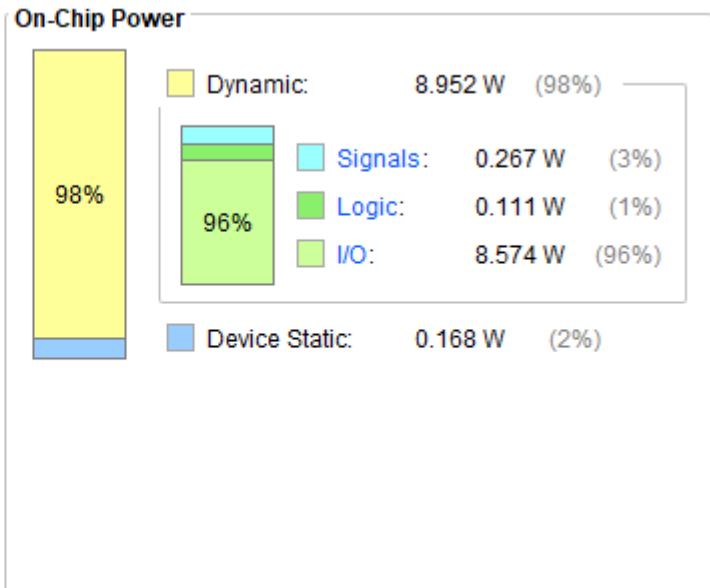 On-Chip Power
Dynamic: 8.952 W (98%)
98%
96%
Signals: 0.267 W (3%)
Logic: 0.111 W (1%)
I/O: 8.574 W (96%)
Device Static: 0.168 W (2%)